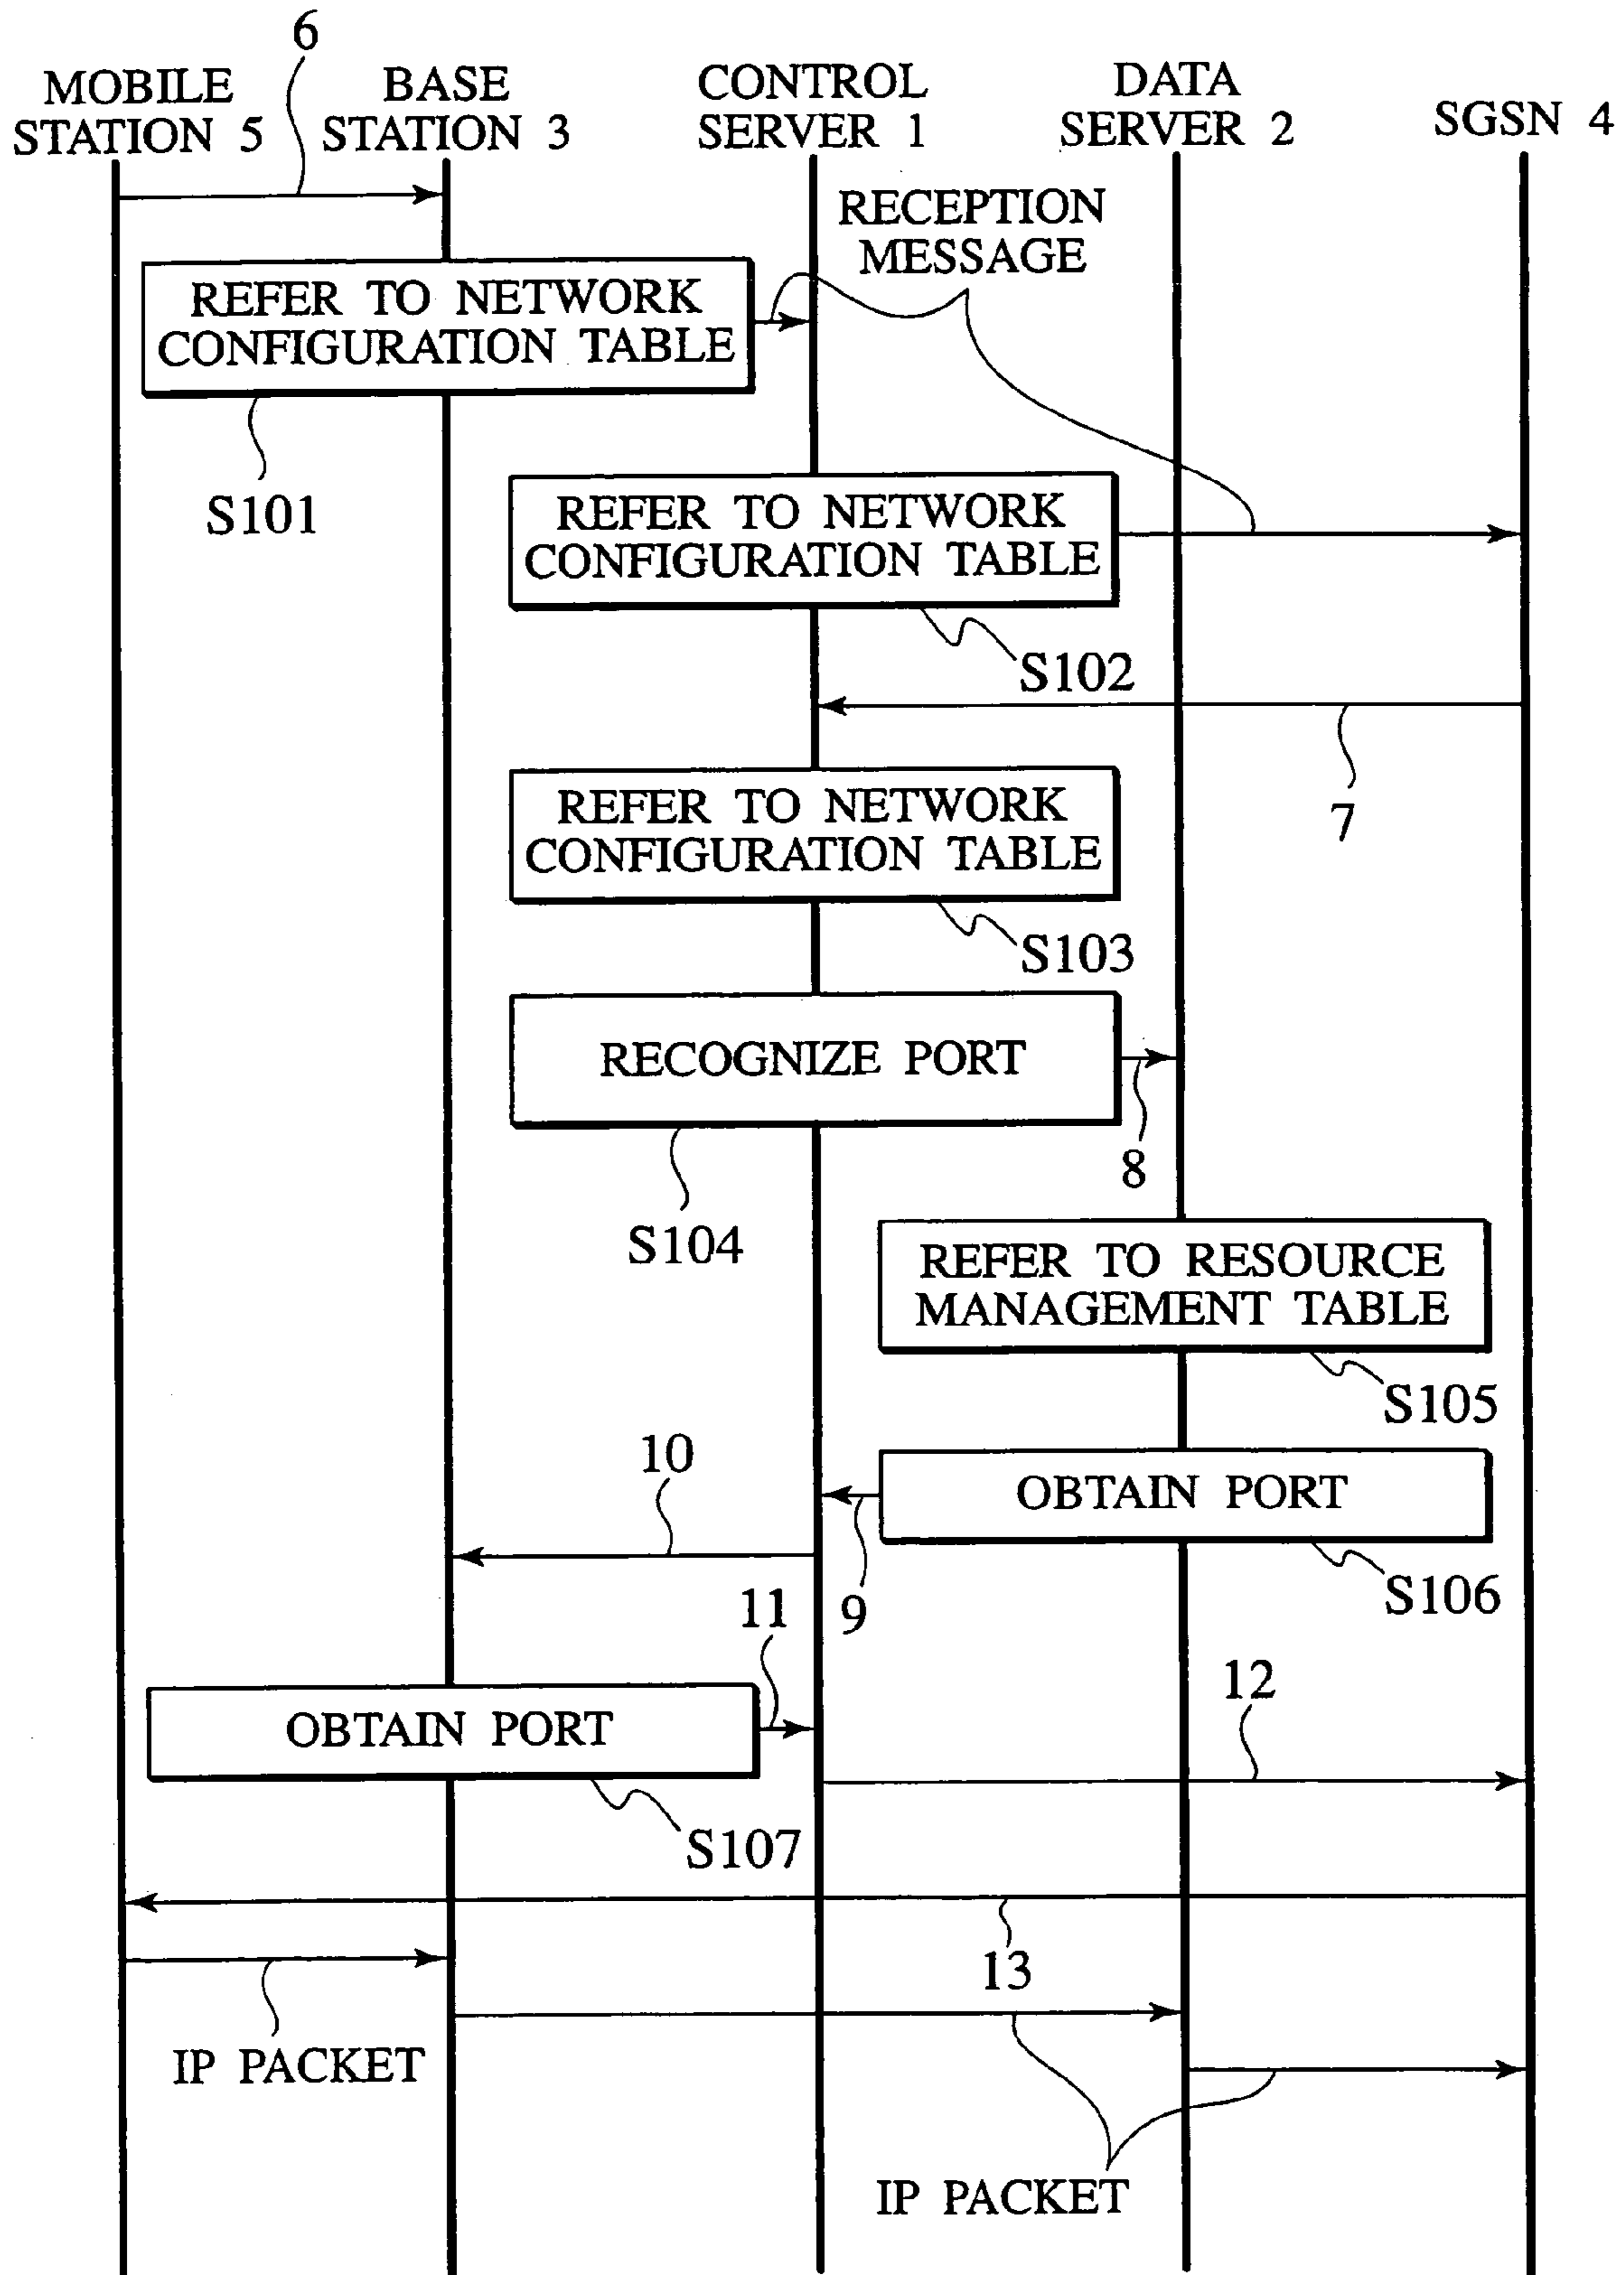 6
MOBILE
STATION 5
BASE
STATION 3
CONTROL
SERVER 1
DATA
SERVER 2
SGSN 4
RECEPTION
MESSAGE
REFER TO NETWORK
CONFIGURATION TABLE
S101
REFER TO NETWORK
CONFIGURATION TABLE
S102
7
REFER TO NETWORK
CONFIGURATION TABLE
S103
RECOGNIZE PORT
8
S104
REFER TO RESOURCE
MANAGEMENT TABLE
S105
10
OBTAIN PORT
9
S106
11
12
OBTAIN PORT
S107
13
IP PACKET
IP PACKET